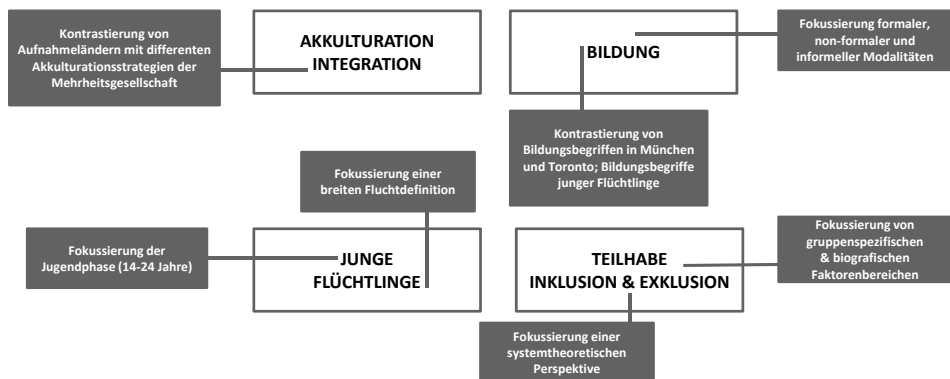 Kontrastierung von
Aufnahmeländern mit differenten
Akkulturationsstrategien der
Mehrheitsgesellschaft
AKKULTURATION
INTEGRATION
BILDUNG
Fokussierung formaler,
non-formaler und
informeller Modalitäten
Kontrastierung von
Bildungsbegriffen in München
und Toronto; Bildungsbegriffe
junger Flüchtlinge
Fokussierung einer
breiten Fluchtdefinition
Fokussierung der
Jugendphase (14-24 Jahre)
JUNGE
FLÜCHTLINGE
TEILHABE
INKLUSION & EXKLUSION
Fokussierung von
gruppenspezifischen
& biografischen
Faktorenbereichen
Fokussierung einer
systemtheoretischen
Perspektive